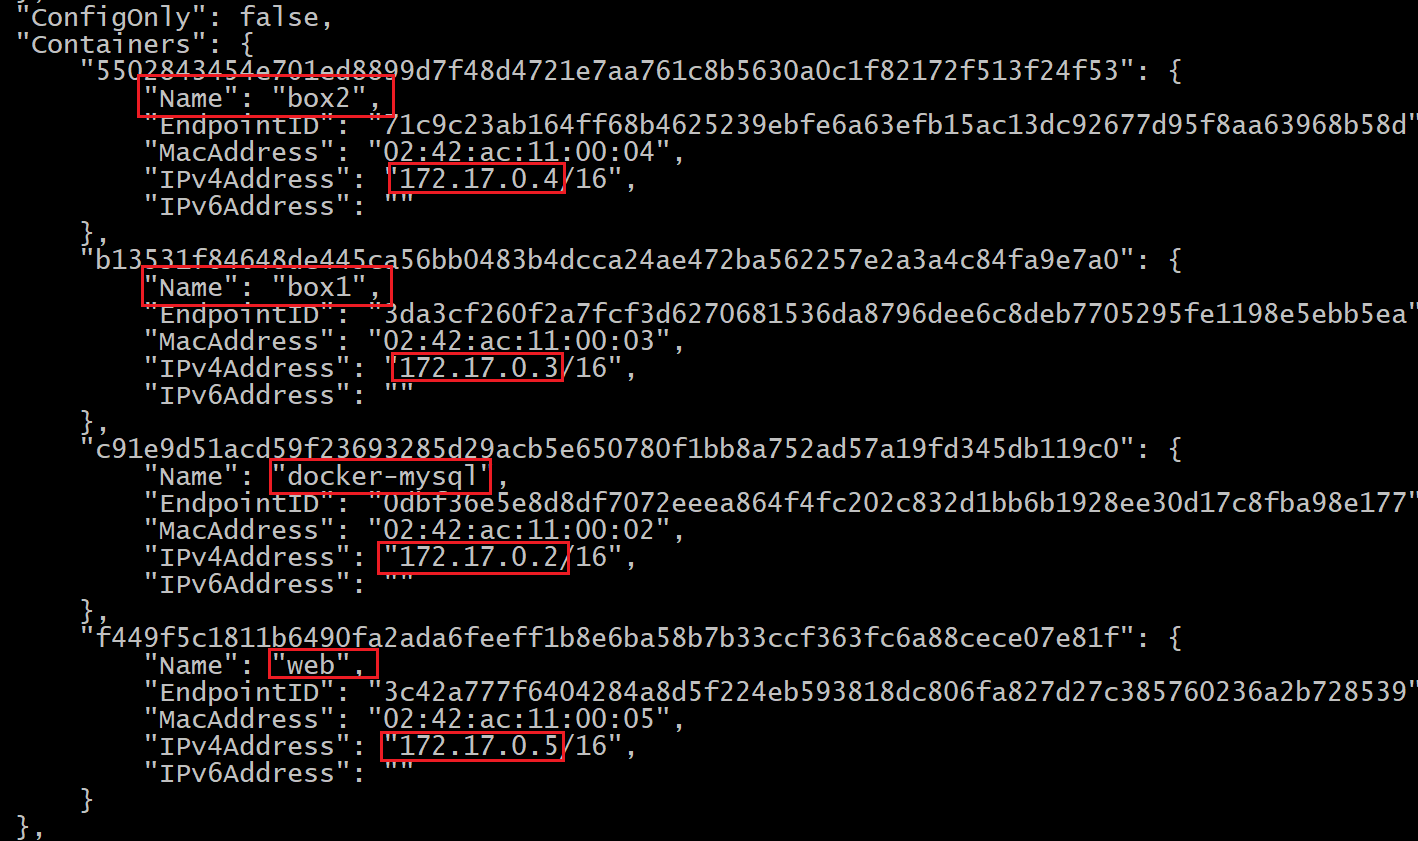 },
"ConfigOnly": false,
"Containers": {
"5502843454e701ed8899d7f48d4721e7aa761c8b5630a0c1f82172f513f24f53": {
"Name": "box2",
"EndpointID": "71c9c23ab164ff68b4625239ebfe6a63efb15ac13dc92677d95f8aa63968b58d"
"MacAddress": "02:42:ac:11:00:04",
"IPv4Address": "172.17.0.4/16",
"IPv6Address": ""
},
"b13531f84648de445ca56bb0483b4dcca24ae472ba562257e2a3a4c84fa9e7a0": {
"Name": "box1",
"EndpointID": "3da3cf260f2a7fcf3d6270681536da8796dee6c8deb7705295fe1198e5ebb5ea"
"MacAddress": "02:42:ac:11:00:03",
"IPv4Address": "172.17.0.3/16",
"IPv6Address": ""
},
"c91e9d51acd59f23693285d29acb5e650780f1bb8a752ad57a19fd345db119c0": {
"Name": "docker-mysql",
"EndpointID": "0dbf36e5e8d8df7072eeea864f4fc202c832d1bb6b1928ee30d17c8fba98e177"
"MacAddress": "02:42:ac:11:00:02",
"IPv4Address": "172.17.0.2/16",
"IPv6Address": ""
},
"f449f5c1811b6490fa2ada6feeff1b8e6ba58b7b33ccf363fc6a88cece07e81f": {
"Name": "web",
"EndpointID": "3c42a777f6404284a8d5f224eb593818dc806fa827d27c385760236a2b728539"
"MacAddress": "02:42:ac:11:00:05",
"IPv4Address": "172.17.0.5/16",
"IPv6Address": ""
}
},